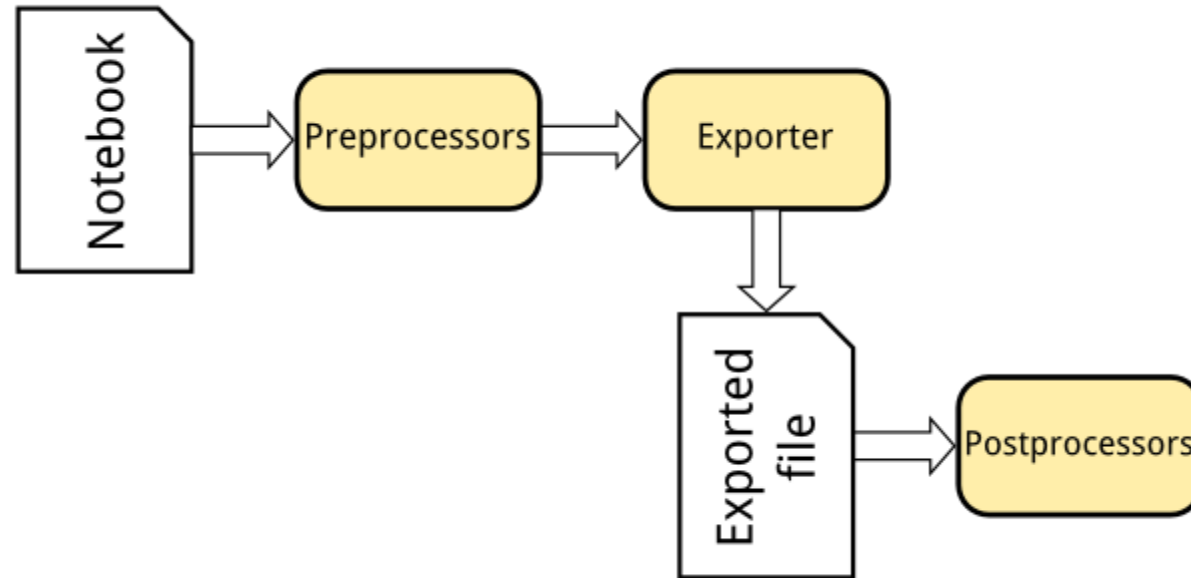 Notebook
Preprocessors
Exporter
Exported
file
Postprocessors